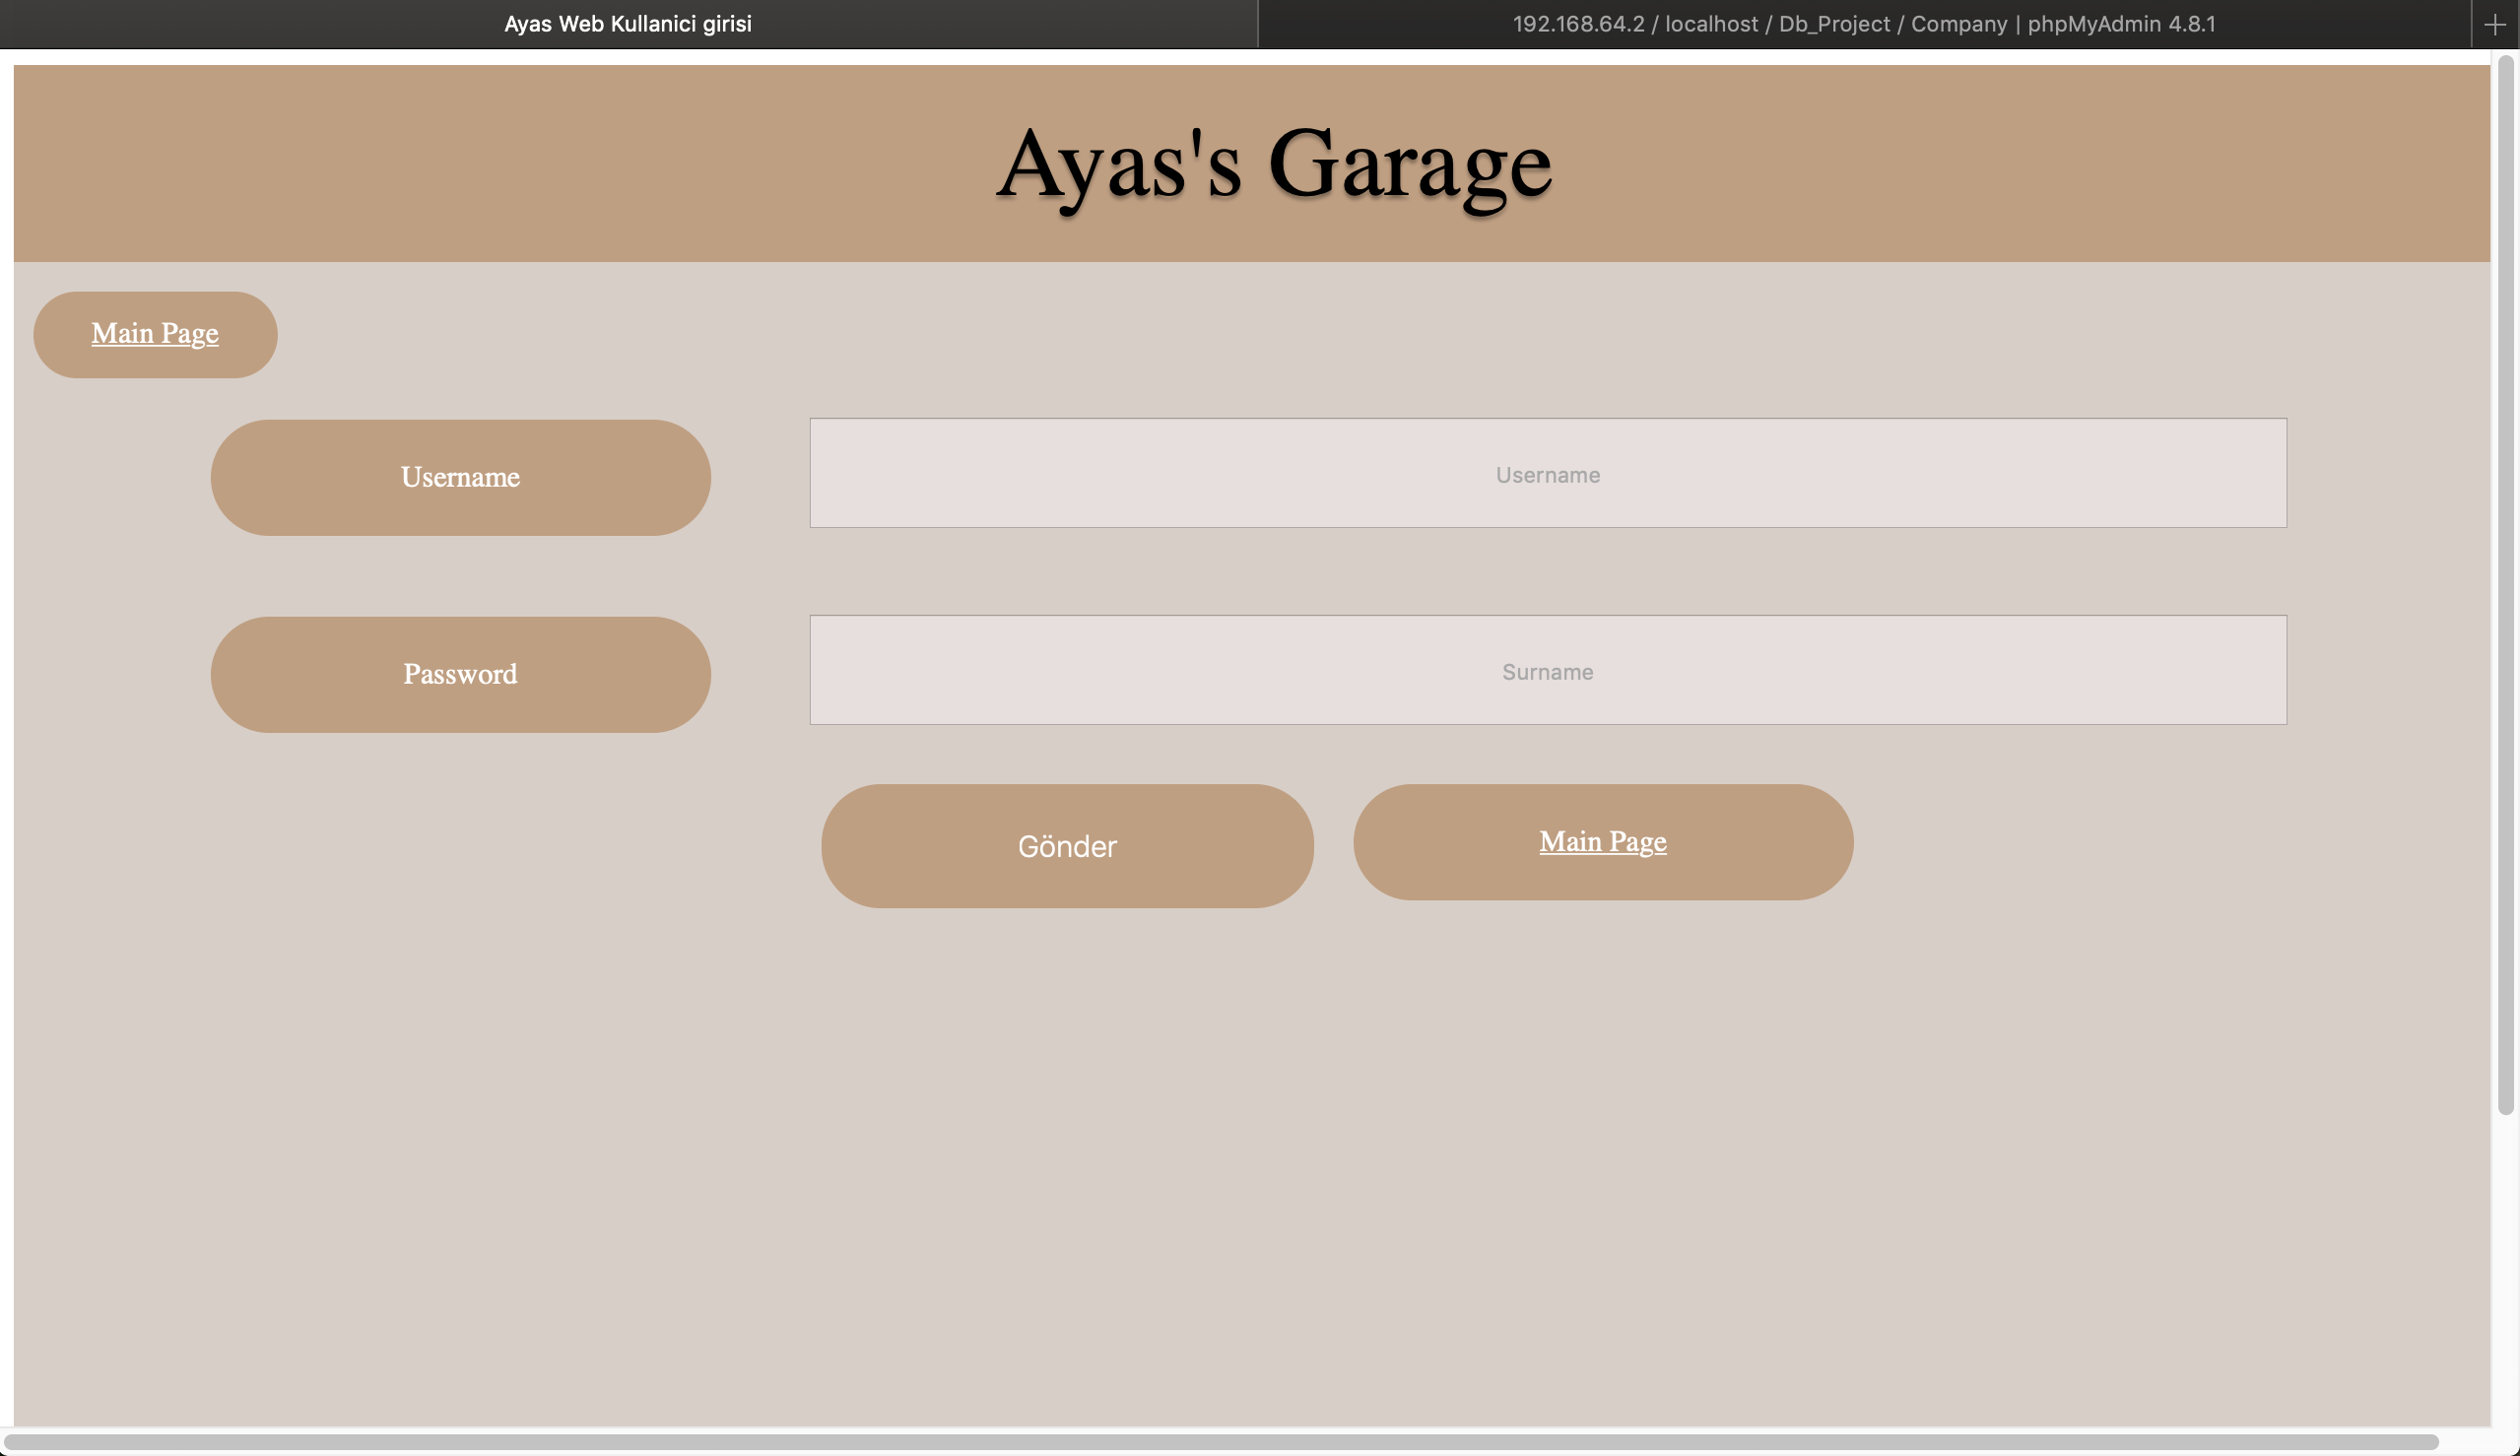 Ayas Web Kullanici girisi
192.168.64.2 / localhost / Db_Project / Company | phpMyAdmin 4.8.1
Ayas's Garage
Main Page
Username
Username
Password
Surname
Gönder
Main Page